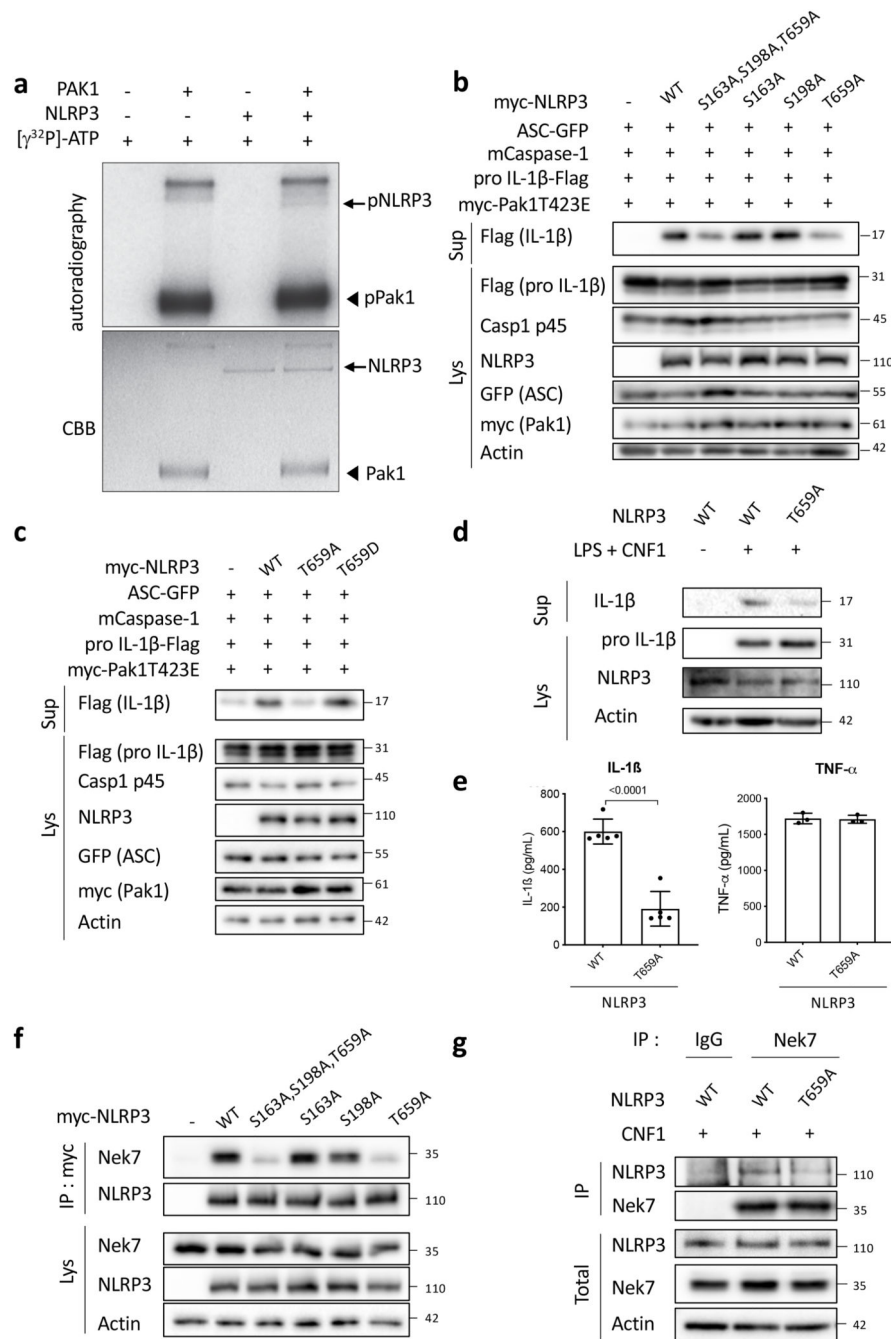 a
PAK1 - + - +
NLRP3 - - + +
[γ³²P]-ATP + + + +
autoradiography
pNLRP3
pPak1
CBB
NLRP3
Pak1
b
myc-NLRP3 - WT S163A,S198A,T659A S163A S198A T659A
ASC-GFP + + + + + +
mCaspase-1 + + + + + +
pro IL-1β-Flag + + + + + +
myc-Pak1T423E + + + + + +
Sup
Flag (IL-1β) 17
Lys
Flag (pro IL-1β) 31
Casp1 p45 45
NLRP3 110
GFP (ASC) 55
myc (Pak1) 61
Actin 42
c
myc-NLRP3 - WT T659A T659D
ASC-GFP + + + +
mCaspase-1 + + + +
pro IL-1β-Flag + + + +
myc-Pak1T423E + + + +
Sup
Flag (IL-1β) 17
Lys
Flag (pro IL-1β) 31
Casp1 p45 45
NLRP3 110
GFP (ASC) 55
myc (Pak1) 61
Actin 42
d
NLRP3 WT WT T659A
LPS + CNF1 - + +
Sup
IL-1β 17
Lys
pro IL-1β 31
NLRP3 110
Actin 42
e
IL-1ß
<0.0001
IL-1ß (pg/mL)
800
600
400
200
0
WT T659A
NLRP3
TNF-α
TNF-α (pg/mL)
2000
1500
1000
500
0
WT T659A
NLRP3
f
myc-NLRP3 - WT S163A,S198A,T659A S163A S198A T659A
IP : myc
Nek7 35
NLRP3 110
Lys
Nek7 35
NLRP3 110
Actin 42
g
IP : IgG Nek7
NLRP3 WT WT T659A
CNF1 + + +
IP
NLRP3 110
Nek7 35
Total
NLRP3 110
Nek7 35
Actin 42